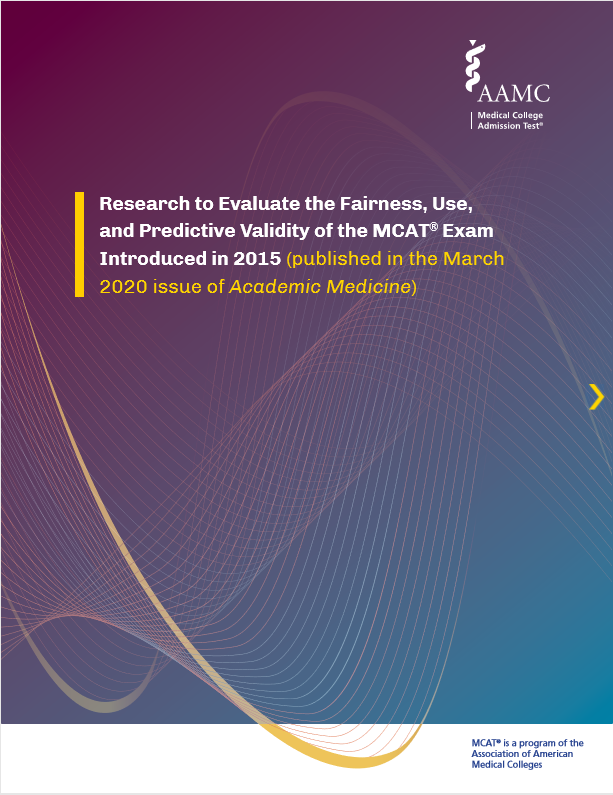 AAMC
Medical College
Admission Test®
Research to Evaluate the Fairness, Use,
and Predictive Validity of the MCAT® Exam
Introduced in 2015 (published in the March
2020 issue of Academic Medicine)
MCAT® is a program of the
Association of American
Medical Colleges